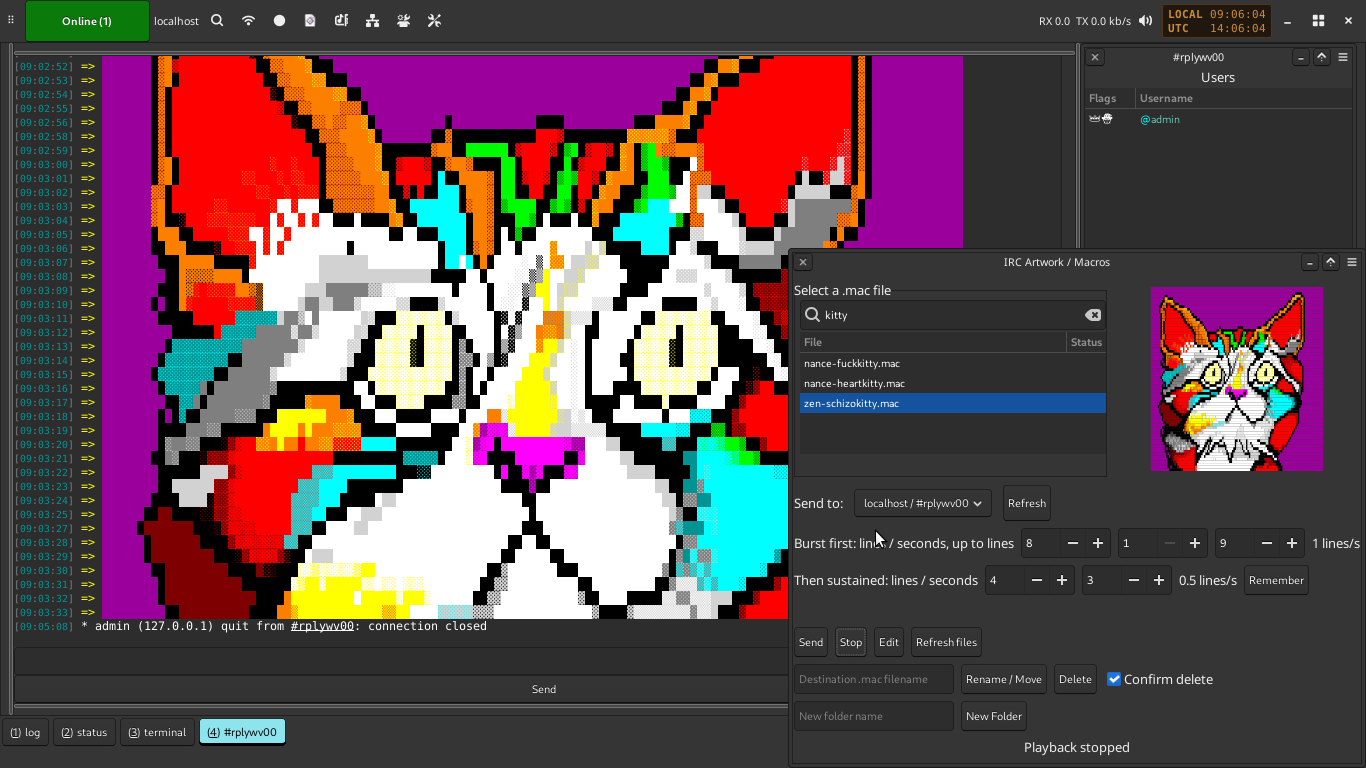 Online (1)
localhost
RX 0.0 TX 0.0 kb/s
LOCAL 09:06:04
UTC 14:06:04
[09:02:52] =>
[09:02:53] =>
[09:02:54] =>
[09:02:55] =>
[09:02:56] =>
[09:02:58] =>
[09:02:59] =>
[09:03:00] =>
[09:03:01] =>
[09:03:02] =>
[09:03:03] =>
[09:03:04] =>
[09:03:05] =>
[09:03:06] =>
[09:03:07] =>
[09:03:08] =>
[09:03:09] =>
[09:03:10] =>
[09:03:11] =>
[09:03:12] =>
[09:03:13] =>
[09:03:14] =>
[09:03:15] =>
[09:03:16] =>
[09:03:17] =>
[09:03:18] =>
[09:03:19] =>
[09:03:20] =>
[09:03:21] =>
[09:03:22] =>
[09:03:23] =>
[09:03:24] =>
[09:03:25] =>
[09:03:27] =>
[09:03:28] =>
[09:03:29] =>
[09:03:30] =>
[09:03:31] =>
[09:03:32] =>
[09:03:33] =>
[09:05:08] * admin (127.0.0.1) quit from #rplywv00: connection closed
Send
(1) log
(2) status
(3) terminal
(4) #rplywv00
#rplywv00
Users
Flags Username
@admin
IRC Artwork / Macros
Select a .mac file
kitty
File Status
nance-fuckkitty.mac
nance-heartkitty.mac
zen-schizokitty.mac
Send to: localhost / #rplywv00 Refresh
Burst first: lines / seconds, up to lines 8 1 9 1 lines/s
Then sustained: lines / seconds 4 3 0.5 lines/s Remember
Send Stop Edit Refresh files
Destination .mac filename Rename / Move Delete Confirm delete
New folder name New Folder
Playback stopped